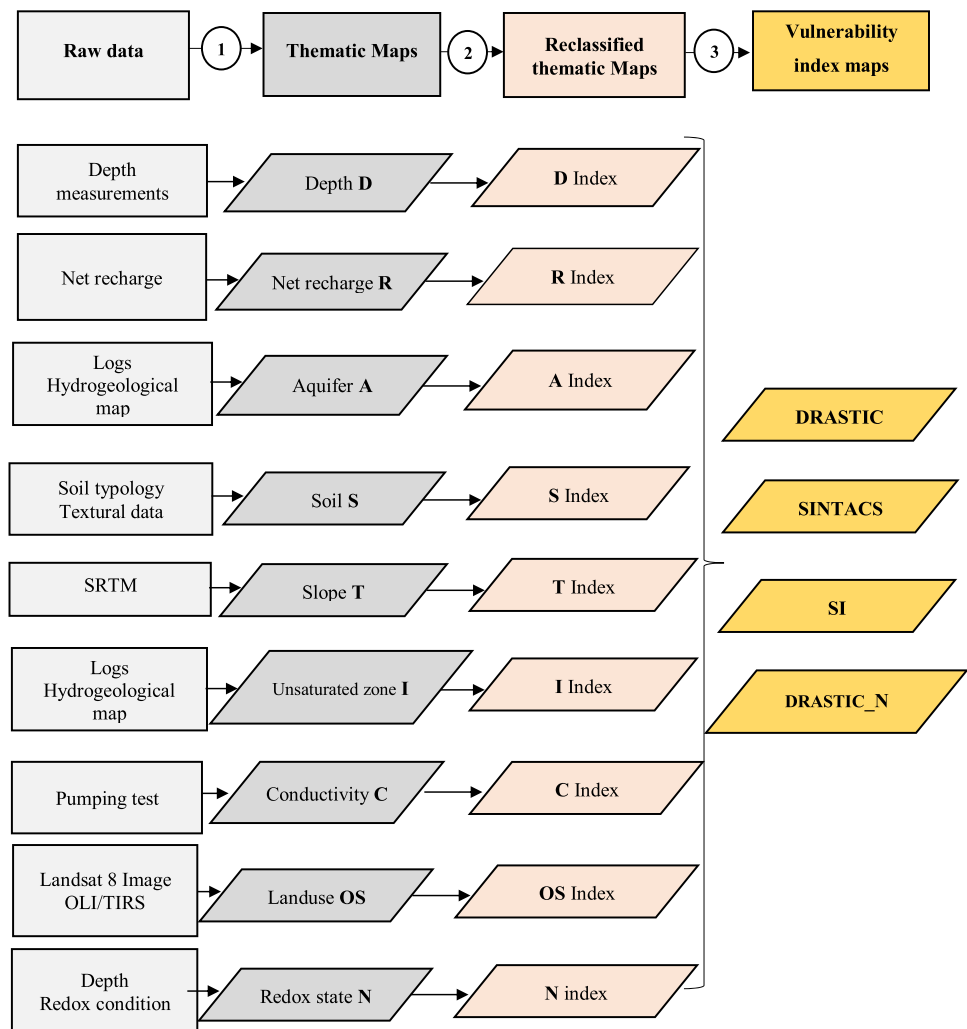 Raw data
1
Thematic Maps
2
Reclassified
thematic Maps
3
Vulnerability
index maps
Depth
measurements
Depth D
D Index
Net recharge
Net recharge R
R Index
Logs
Hydrogeological
map
Aquifer A
A Index
DRASTIC
Soil typology
Textural data
Soil S
S Index
SINTACS
SRTM
Slope T
T Index
SI
Logs
Hydrogeological
map
Unsaturated zone I
I Index
DRASTIC_N
Pumping test
Conductivity C
C Index
Landsat 8 Image
OLI/TIRS
Landuse OS
OS Index
Depth
Redox condition
Redox state N
N index